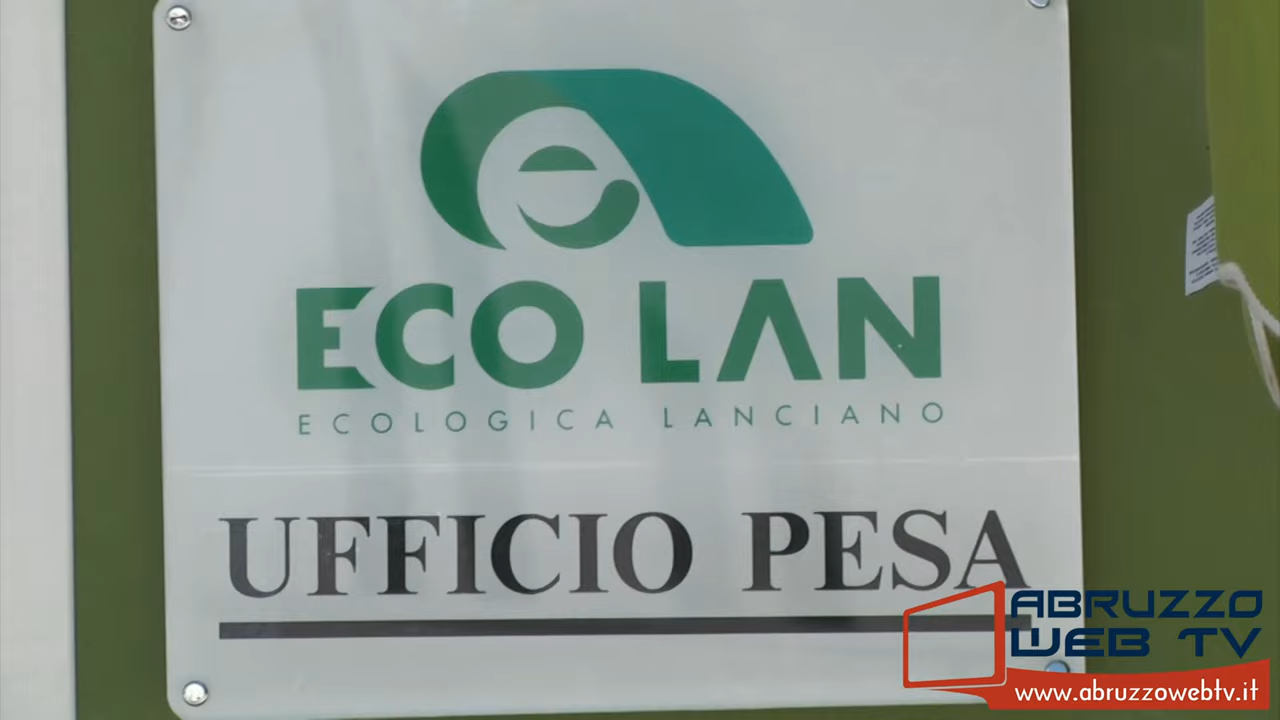 e
ECO LAN
ECOLOGICA LANCIANO
UFFICIO PESA
ABRUZZO
WEB TV
www.abruzzowebtv.it